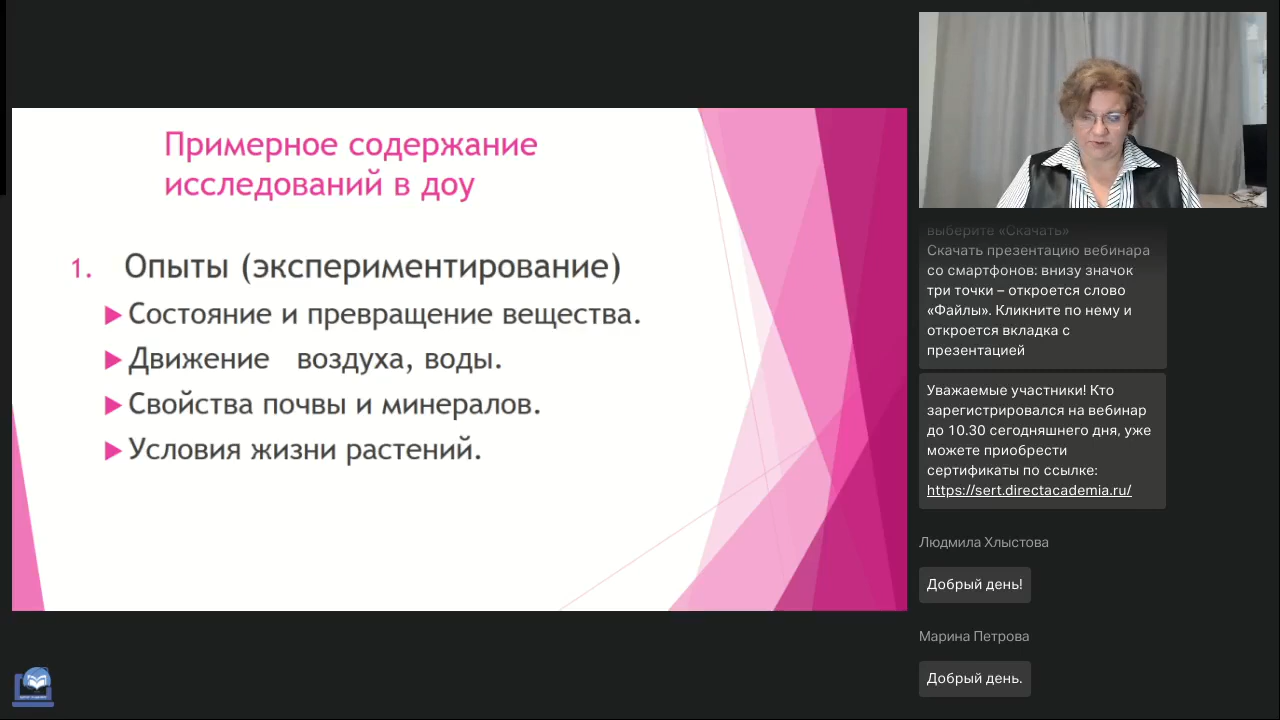 Примерное содержание
исследований в доу
1. Опыты (экспериментирование)
Состояние и превращение вещества.
Движение воздуха, воды.
Свойства почвы и минералов.
Условия жизни растений.
выберите «Скачать»
Скачать презентацию вебинара
со смартфонов: внизу значок
три точки – откроется слово
«Файлы». Кликните по нему и
откроется вкладка с
презентацией
Уважаемые участники! Кто
зарегистрировался на вебинар
до 10.30 сегодняшнего дня, уже
можете приобрести
сертификаты по ссылке:
https://sert.directacademia.ru/
Людмила Хлыстова
Добрый день!
Марина Петрова
Добрый день.